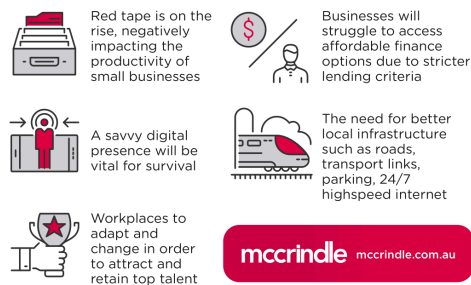 Red tape is on the
rise, negatively
impacting the
productivity of
small businesses
Businesses will
struggle to access
affordable finance
options due to stricter
lending criteria
$
A savvy digital
presence will be
vital for survival
The need for better
local infrastructure
such as roads,
transport links,
parking, 24/7
highspeed internet
Workplaces to
adapt and
change in order
to attract and
retain top talent
mccrindle mccrindle.com.au